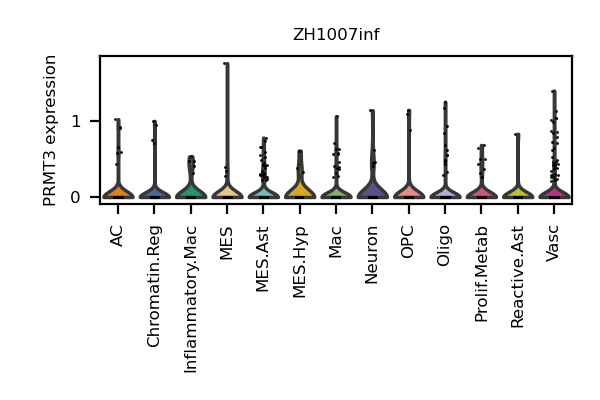 ZH1007inf
PRMT3 expression
1
0
AC
Chromatin.Reg
Inflammatory.Mac
MES
MES.Ast
MES.Hyp
Mac
Neuron
OPC
Oligo
Prolif.Metab
Reactive.Ast
Vasc